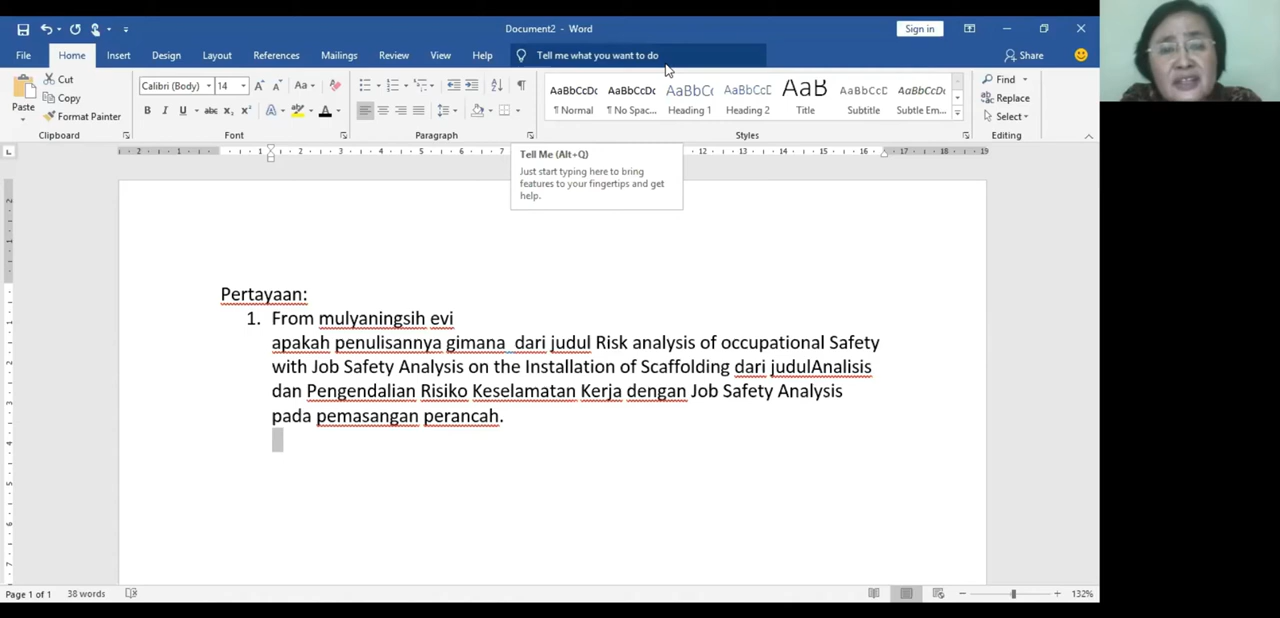 Document2 - Word
Sign in
File Home Insert Design Layout References Mailings Review View Help Tell me what you want to do Share
Paste
Cut
Copy
Format Painter
Clipboard
Calibri (Body) 14
Font
Paragraph
AaBbCcDc AaBbCcDc AaBbCc AaBbCcE AaB AaBbCcD AaBbCcDc
¶ Normal ¶ No Spac... Heading 1 Heading 2 Title Subtitle Subtle Em...
Styles
Find
Replace
Select
Editing
Tell Me (Alt+Q)
Just start typing here to bring
features to your fingertips and get
help.
Pertayaan:
1. From mulyaningsih evi
apakah penulisannya gimana dari judul Risk analysis of occupational Safety
with Job Safety Analysis on the Installation of Scaffolding dari judulAnalisis
dan Pengendalian Risiko Keselamatan Kerja dengan Job Safety Analysis
pada pemasangan perancah.
Page 1 of 1 38 words 132%